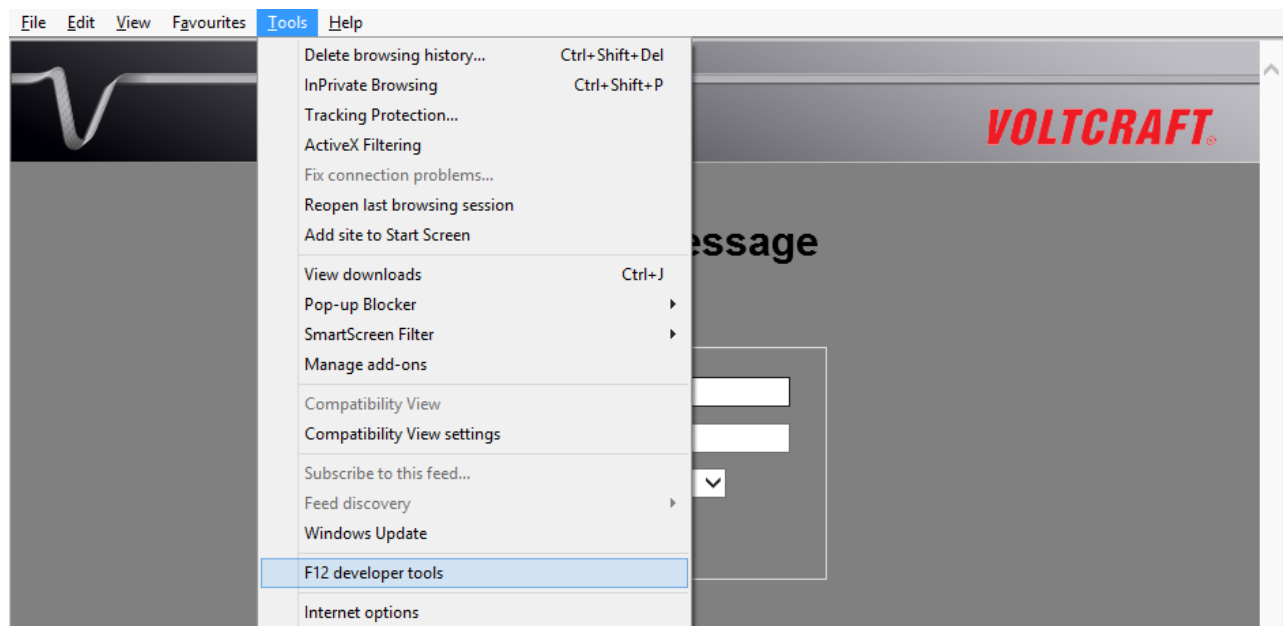 File Edit View Favourites Tools Help
Delete browsing history... Ctrl+Shift+Del
InPrivate Browsing Ctrl+Shift+P
Tracking Protection...
ActiveX Filtering
Fix connection problems...
Reopen last browsing session
Add site to Start Screen
View downloads Ctrl+J
Pop-up Blocker
SmartScreen Filter
Manage add-ons
Compatibility View
Compatibility View settings
Subscribe to this feed...
Feed discovery
Windows Update
F12 developer tools
Internet options
VOLTCRAFT®
essage